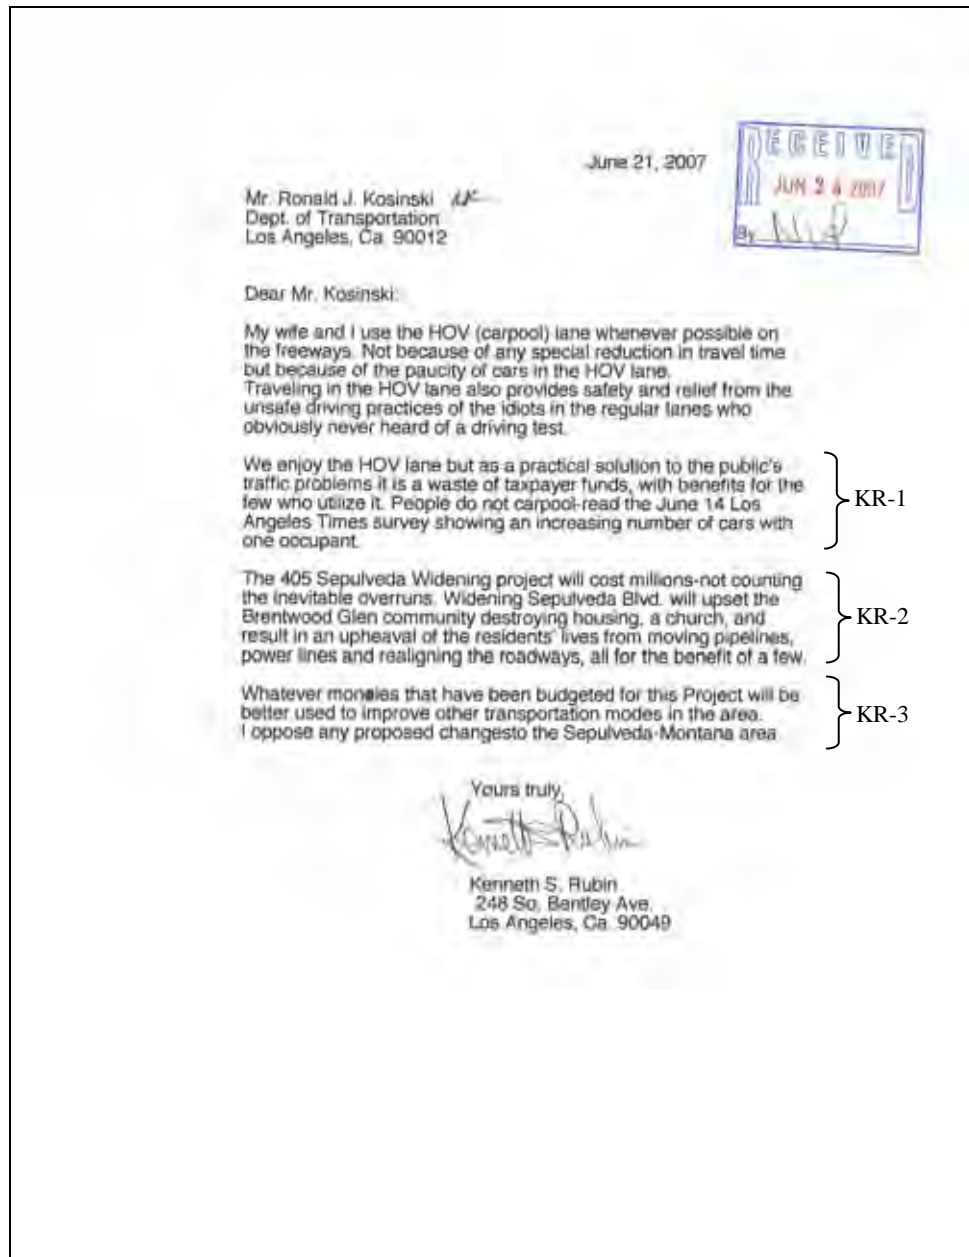 June 21, 2007
RECEIVED
JUN 2 2007
By
Mr. Ronald J. Kosinski
Dept. of Transportation
Los Angeles, Ca. 90012
Dear Mr. Kosinski:
My wife and I use the HOV (carpool) lane whenever possible on
the freeways. Not because of any special reduction in travel time
but because of the paucity of cars in the HOV lane.
Traveling in the HOV lane also provides safety and relief from the
unsafe driving practices of the idiots in the regular lanes who
obviously never heard of a driving test.
We enjoy the HOV lane but as a practical solution to the public's
traffic problems it is a waste of taxpayer funds, with benefits for the
few who utilize it. People do not carpool-read the June 14 Los
Angeles Times survey showing an increasing number of cars with
one occupant.
KR-1
The 405 Sepulveda Widening project will cost millions-not counting
the inevitable overruns. Widening Sepulveda Blvd. will upset the
Brentwood Glen community destroying housing, a church, and
result in an upheaval of the residents' lives from moving pipelines,
power lines and realigning the roadways, all for the benefit of a few.
KR-2
Whatever moneies that have been budgeted for this Project will be
better used to improve other transportation modes in the area.
I oppose any proposed changesto the Sepulveda-Montana area
KR-3
Yours truly,
Kenneth S. Rubin
Kenneth S. Rubin
248 So. Bentley Ave.
Los Angeles, Ca. 90049